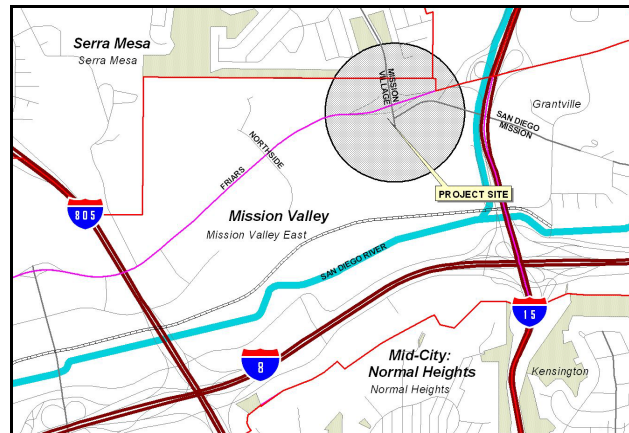 Serra Mesa
Serra Mesa
MISSION
VILLAGE
Grantville
SAN DIEGO
MISSION
NORTHSIDE
FRIARS
PROJECT SITE
805
Mission Valley
Mission Valley East
SAN DIEGO RIVER
15
8
Mid-City:
Normal Heights
Normal Heights
Kensington